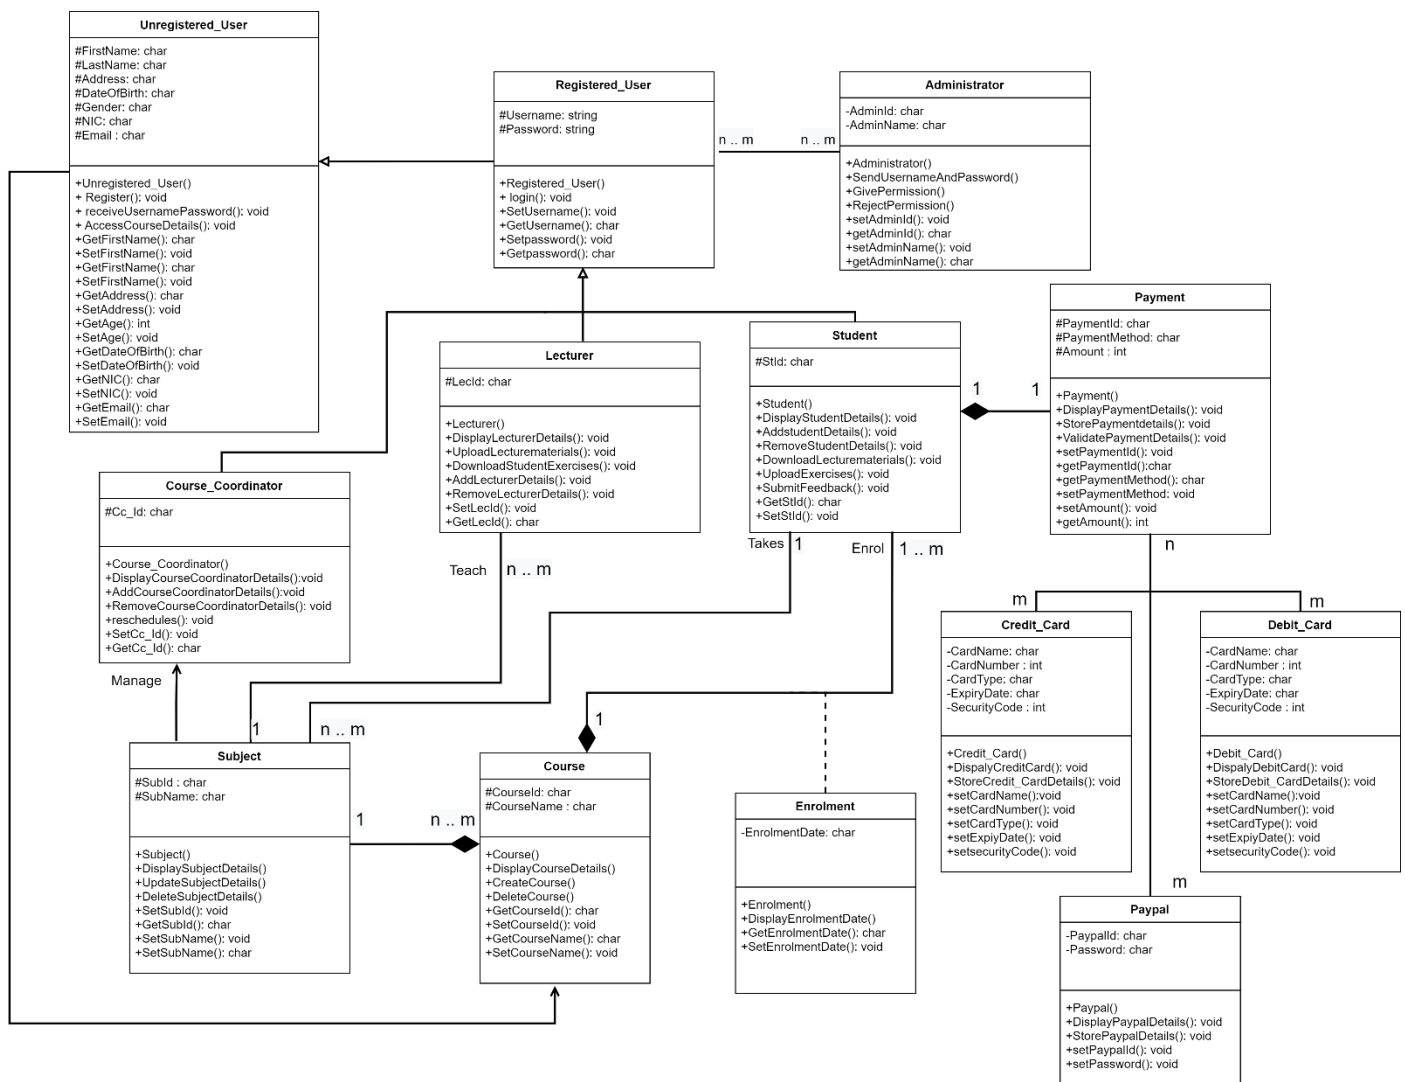 Unregistered_User
#FirstName: char
#LastName: char
#Address: char
#DateOfBirth: char
#Gender: char
#NIC: char
#Email : char
+Unregistered_User()
+ Register(): void
+ receiveUsernamePassword(): void
+ AccessCourseDetails(): void
+GetFirstName(): char
+SetFirstName(): void
+GetFirstName(): char
+SetFirstName(): void
+GetAddress(): char
+SetAddress(): void
+GetAge(): int
+SetAge(): void
+GetDateOfBirth(): char
+SetDateOfBirth(): void
+GetNIC(): char
+SetNIC(): void
+GetEmail(): char
+SetEmail(): void
Registered_User
#Username: string
#Password: string
+Registered_User()
+ login(): void
+SetUsername(): void
+GetUsername(): char
+Setpassword(): void
+Getpassword(): char
n .. m
n .. m
Administrator
-AdminId: char
-AdminName: char
+Administrator()
+SendUsernameAndPassword()
+GivePermission()
+RejectPermission()
+setAdminId(): void
+getAdminId(): char
+setAdminName(): void
+getAdminName(): char
Lecturer
#LecId: char
+Lecturer()
+DisplayLecturerDetails(): void
+UploadLecturematerials(): void
+DownloadStudentExercises(): void
+AddLecturerDetails(): void
+RemoveLecturerDetails(): void
+SetLecId(): void
+GetLecId(): char
Student
#StId: char
+Student()
+DisplayStudentDetails(): void
+AddstudentDetails(): void
+RemoveStudentDetails(): void
+DownloadLecturematerials(): void
+UploadExercises(): void
+SubmitFeedback(): void
+GetStId(): char
+SetStId(): void
1
1
Payment
#PaymentId: char
#PaymentMethod: char
#Amount : int
+Payment()
+DisplayPaymentDetails(): void
+StorePaymentdetails(): void
+ValidatePaymentDetails(): void
+setPaymentId(): void
+getPaymentId():char
+getPaymentMethod(): char
+setPaymentMethod: void
+setAmount(): void
+getAmount(): int
Course_Coordinator
#Cc_Id: char
+Course_Coordinator()
+DisplayCourseCoordinatorDetails():void
+AddCourseCoordinatorDetails():void
+RemoveCourseCoordinatorDetails(): void
+reschedules(): void
+SetCc_Id(): void
+GetCc_Id(): char
Manage
Teach
n .. m
Takes
1
Enrol
1 .. m
n
m
m
m
1
n .. m
1
Credit_Card
-CardName: char
-CardNumber : int
-CardType: char
-ExpiryDate: char
-SecurityCode : int
+Credit_Card()
+DispalyCreditCard(): void
+StoreCredit_CardDetails(): void
+setCardName():void
+setCardNumber(): void
+setCardType(): void
+setExpiyDate(): void
+setsecurityCode(): void
Debit_Card
-CardName: char
-CardNumber : int
-CardType: char
-ExpiryDate: char
-SecurityCode : int
+Debit_Card()
+DispalyDebitCard(): void
+StoreDebit_CardDetails(): void
+setCardName():void
+setCardNumber(): void
+setCardType(): void
+setExpiyDate(): void
+setsecurityCode(): void
Subject
#SubId : char
#SubName: char
+Subject()
+DisplaySubjectDetails()
+UpdateSubjectDetails()
+DeleteSubjectDetails()
+SetSubId(): void
+GetSubId(): char
+SetSubName(): void
+SetSubName(): char
1
n .. m
Course
#CourseId: char
#CourseName : char
+Course()
+DisplayCourseDetails()
+CreateCourse()
+DeleteCourse()
+GetCourseId(): char
+SetCourseId(): void
+GetCourseName(): char
+SetCourseName(): void
Enrolment
-EnrolmentDate: char
+Enrolment()
+DisplayEnrolmentDate()
+GetEnrolmentDate(): char
+SetEnrolmentDate(): void
Paypal
-PaypalId: char
-Password: char
+Paypal()
+DisplayPaypalDetails(): void
+StorePaypalDetails(): void
+setPaypalId(): void
+setPassword(): void